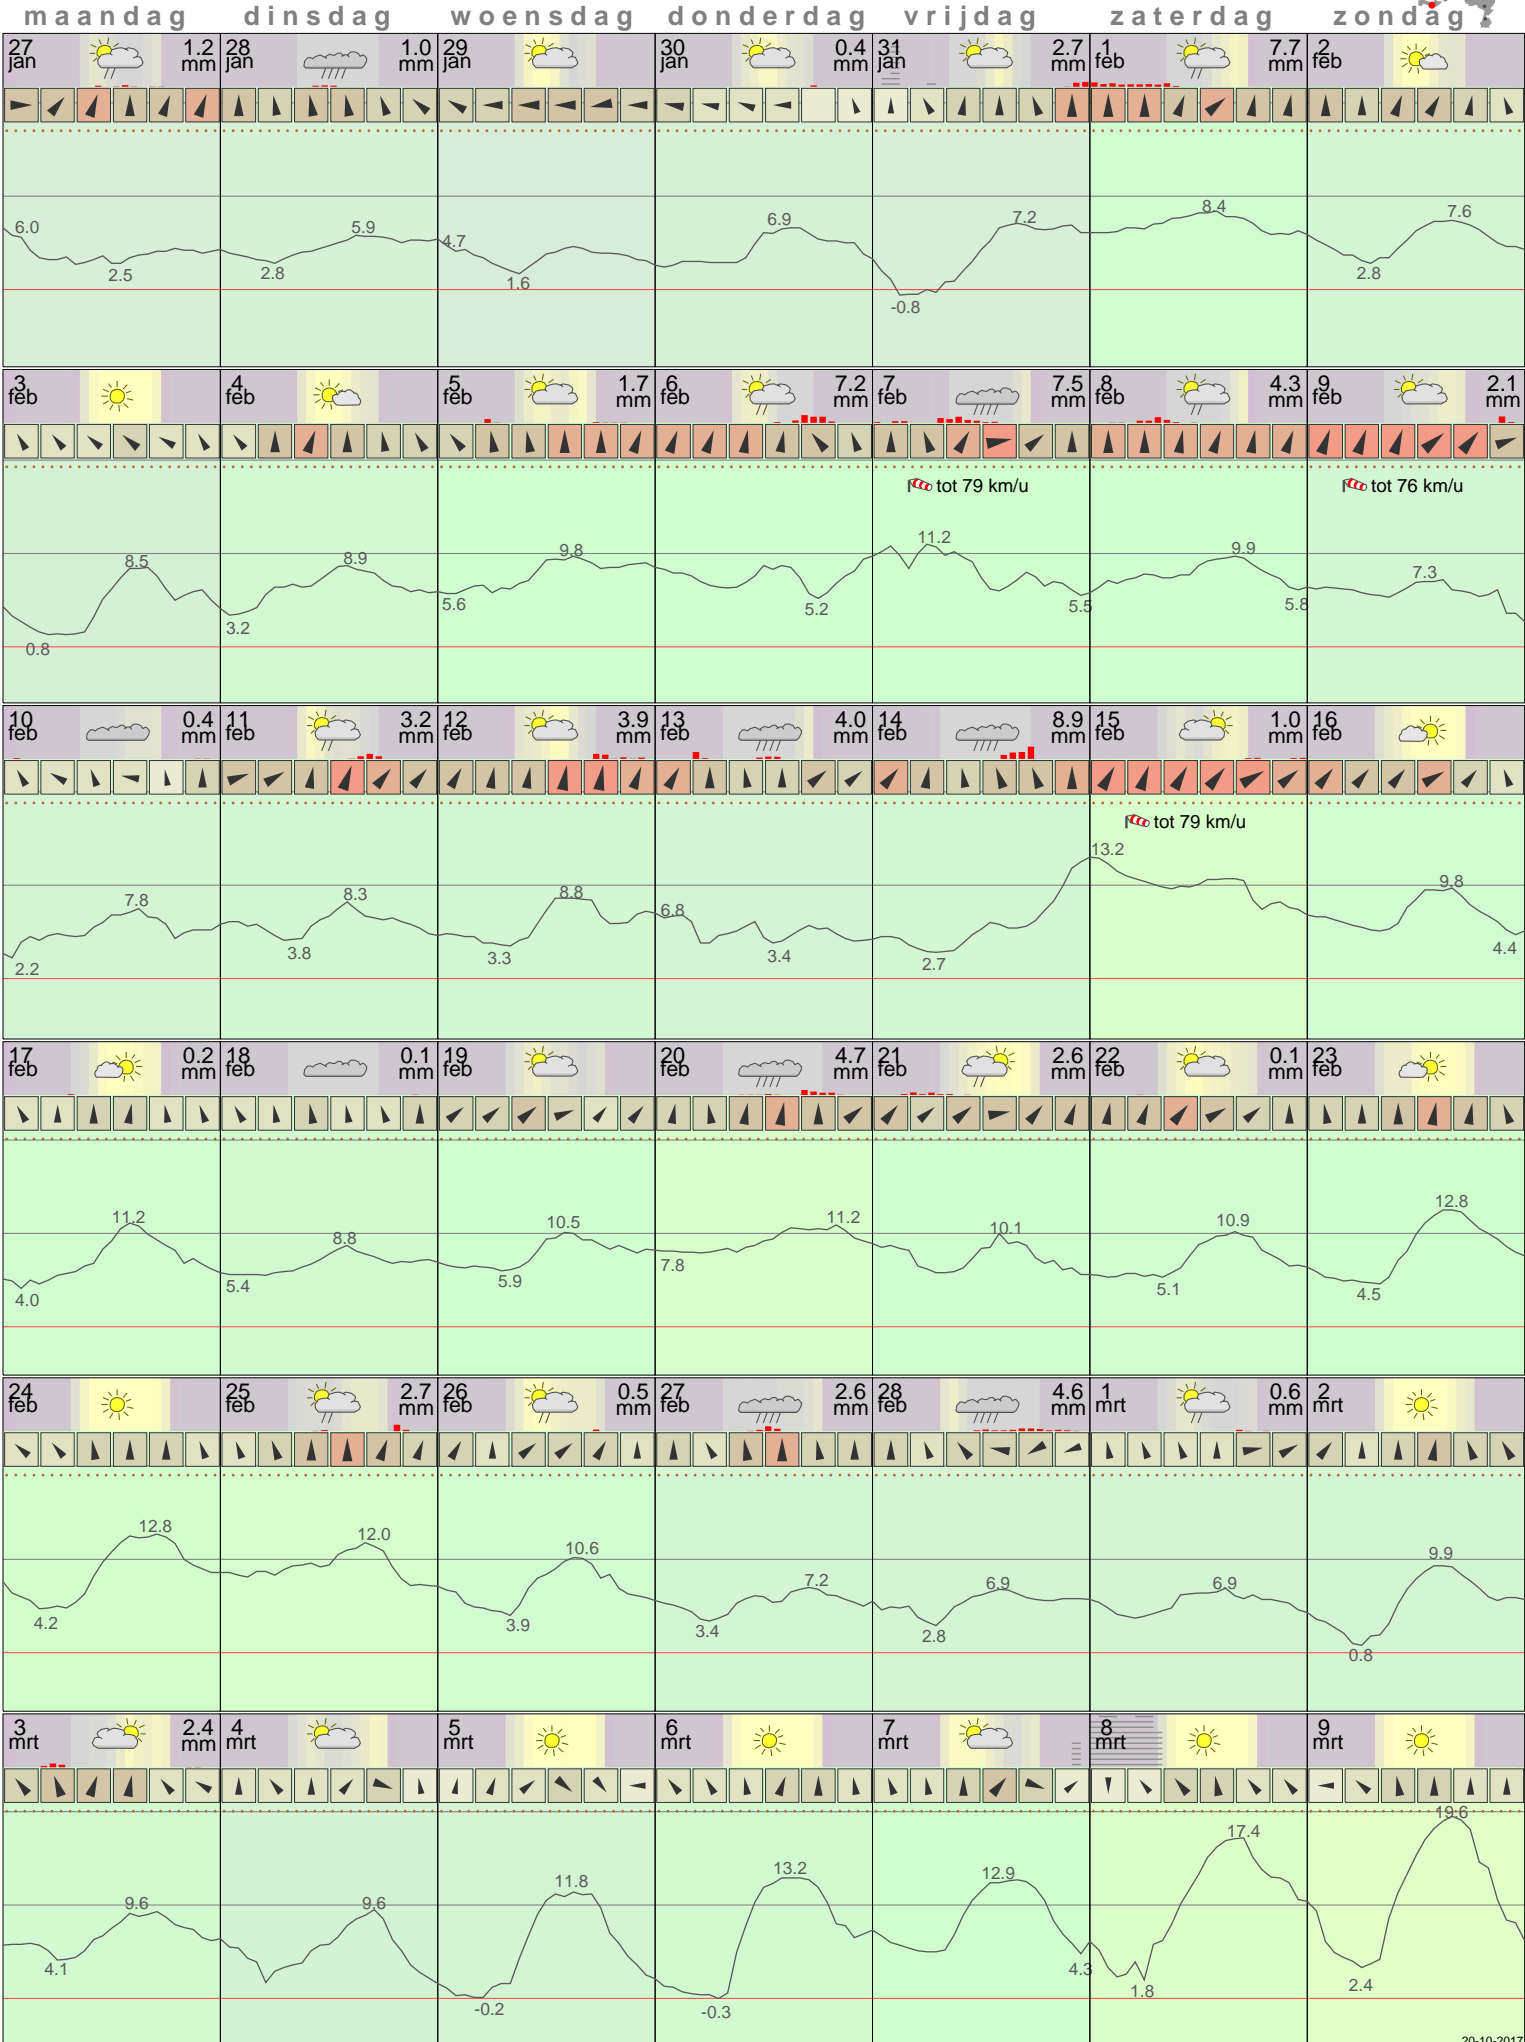 maandag dinsdag woensdag donderdag vrijdag zaterdag zondag
27 jan 1.2 mm 28 jan 1.0 mm 29 jan 30 jan 0.4 mm 31 jan 2.7 mm 1 feb 7.7 mm 2 feb
6.0 2.5 2.8 5.9 4.7 1.6 6.9 -0.8 7.2 8.4 2.8 7.6
3 feb 4 feb 5 feb 1.7 mm 6 feb 7.2 mm 7 feb 7.5 mm 8 feb 4.3 mm 9 feb 2.1 mm
tot 79 km/u tot 76 km/u
0.8 8.5 3.2 8.9 5.6 9.8 5.2 11.2 5.5 9.9 5.8 7.3
10 feb 0.4 mm 11 feb 3.2 mm 12 feb 3.9 mm 13 feb 4.0 mm 14 feb 8.9 mm 15 feb 1.0 mm 16 feb
tot 79 km/u
2.2 7.8 3.8 8.3 3.3 8.8 6.8 3.4 2.7 13.2 9.8 4.4
17 feb 0.2 mm 18 feb 0.1 mm 19 feb 20 feb 4.7 mm 21 feb 2.6 mm 22 feb 0.1 mm 23 feb
4.0 11.2 5.4 8.8 5.9 10.5 7.8 11.2 10.1 5.1 10.9 4.5 12.8
24 feb 25 feb 2.7 mm 26 feb 0.5 mm 27 feb 2.6 mm 28 feb 4.6 mm 1 mrt 0.6 mm 2 mrt
4.2 12.8 12.0 3.9 10.6 3.4 7.2 2.8 6.9 6.9 0.8 9.9
3 mrt 2.4 mm 4 mrt 5 mrt 6 mrt 7 mrt 8 mrt 9 mrt
4.1 9.6 9.6 -0.2 11.8 -0.3 13.2 12.9 4.3 1.8 17.4 2.4 19.6
20-10-2017